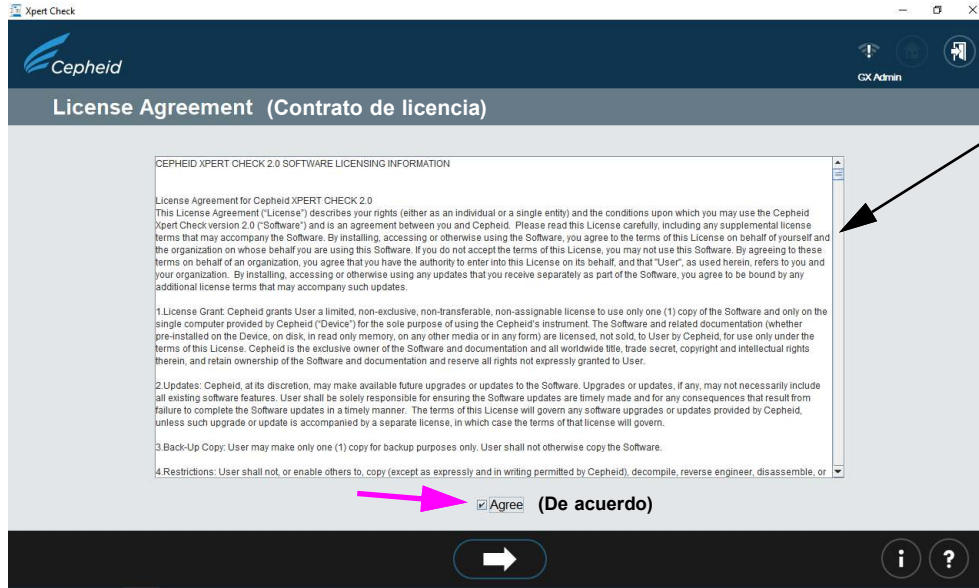 Xpert Check
Cepheid
GX Admin
License Agreement (Contrato de licencia)
CEPHEID XPERT CHECK 2.0 SOFTWARE LICENSING INFORMATION
License Agreement for Cepheid XPERT CHECK 2.0
This License Agreement ("License") describes your rights (either as an individual or a single entity) and the conditions upon which you may use the Cepheid
Xpert Check version 2.0 ("Software") and is an agreement between you and Cepheid. Please read this License carefully, including any supplemental license
terms that may accompany the Software. By installing, accessing or otherwise using the Software, you agree to the terms of this License on behalf of yourself and
the organization on whose behalf you are using this Software. If you do not accept the terms of this License, you may not use this Software. By agreeing to these
terms on behalf of an organization, you agree that you have the authority to enter into this License on its behalf, and that "User", as used herein, refers to you and
your organization. By installing, accessing or otherwise using any updates that you receive separately as part of the Software, you agree to be bound by any
additional license terms that may accompany such updates.
1.License Grant: Cepheid grants User a limited, non-exclusive, non-transferable, non-assignable license to use only one (1) copy of the Software and only on the
single computer provided by Cepheid ("Device") for the sole purpose of using the Cepheid's instrument. The Software and related documentation (whether
pre-installed on the Device, on disk, in read only memory, on any other media or in any form) are licensed, not sold, to User by Cepheid, for use only under the
terms of this License. Cepheid is the exclusive owner of the Software and documentation and all worldwide title, trade secret, copyright and intellectual rights
therein, and retain ownership of the Software and documentation and reserve all rights not expressly granted to User.
2.Updates: Cepheid, at its discretion, may make available future upgrades or updates to the Software. Upgrades or updates, if any, may not necessarily include
all existing software features. User shall be solely responsible for ensuring the Software updates are timely made and for any consequences that result from
failure to complete the Software updates in a timely manner. The terms of this License will govern any software upgrades or updates provided by Cepheid,
unless such upgrade or update is accompanied by a separate license, in which case the terms of that license will govern.
3.Back-Up Copy: User may make only one (1) copy for backup purposes only. User shall not otherwise copy the Software.
4.Restrictions: User shall not, or enable others to, copy (except as expressly and in writing permitted by Cepheid), decompile, reverse engineer, disassemble, or
Agree (De acuerdo)
i ?